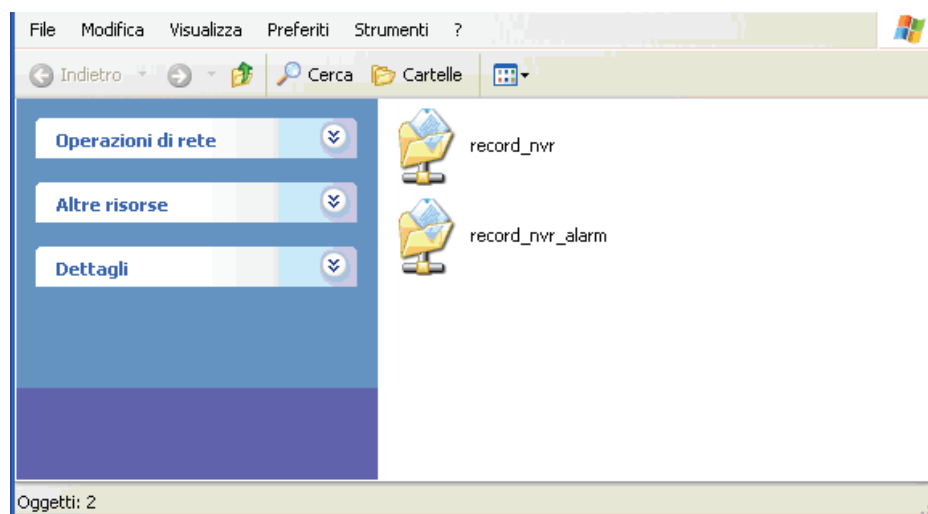 File Modifica Visualizza Preferiti Strumenti ?
Indietro Cerca Cartelle
Operazioni di rete
Altre risorse
Dettagli
record_nvr
record_nvr_alarm
Oggetti: 2